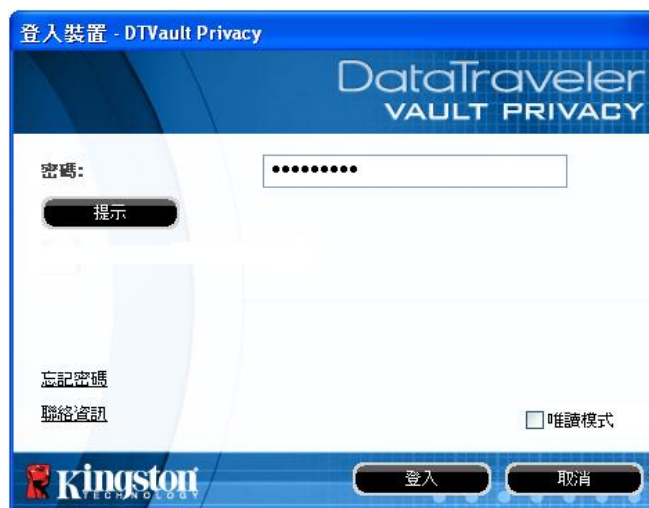 登入裝置 - DTVault Privacy
DataTraveler
VAULT PRIVACY
密碼:
•••••••••
提示
忘記密碼
聯絡資訊
唯讀模式
Kingston
TECHNOLOGY
登入 取消